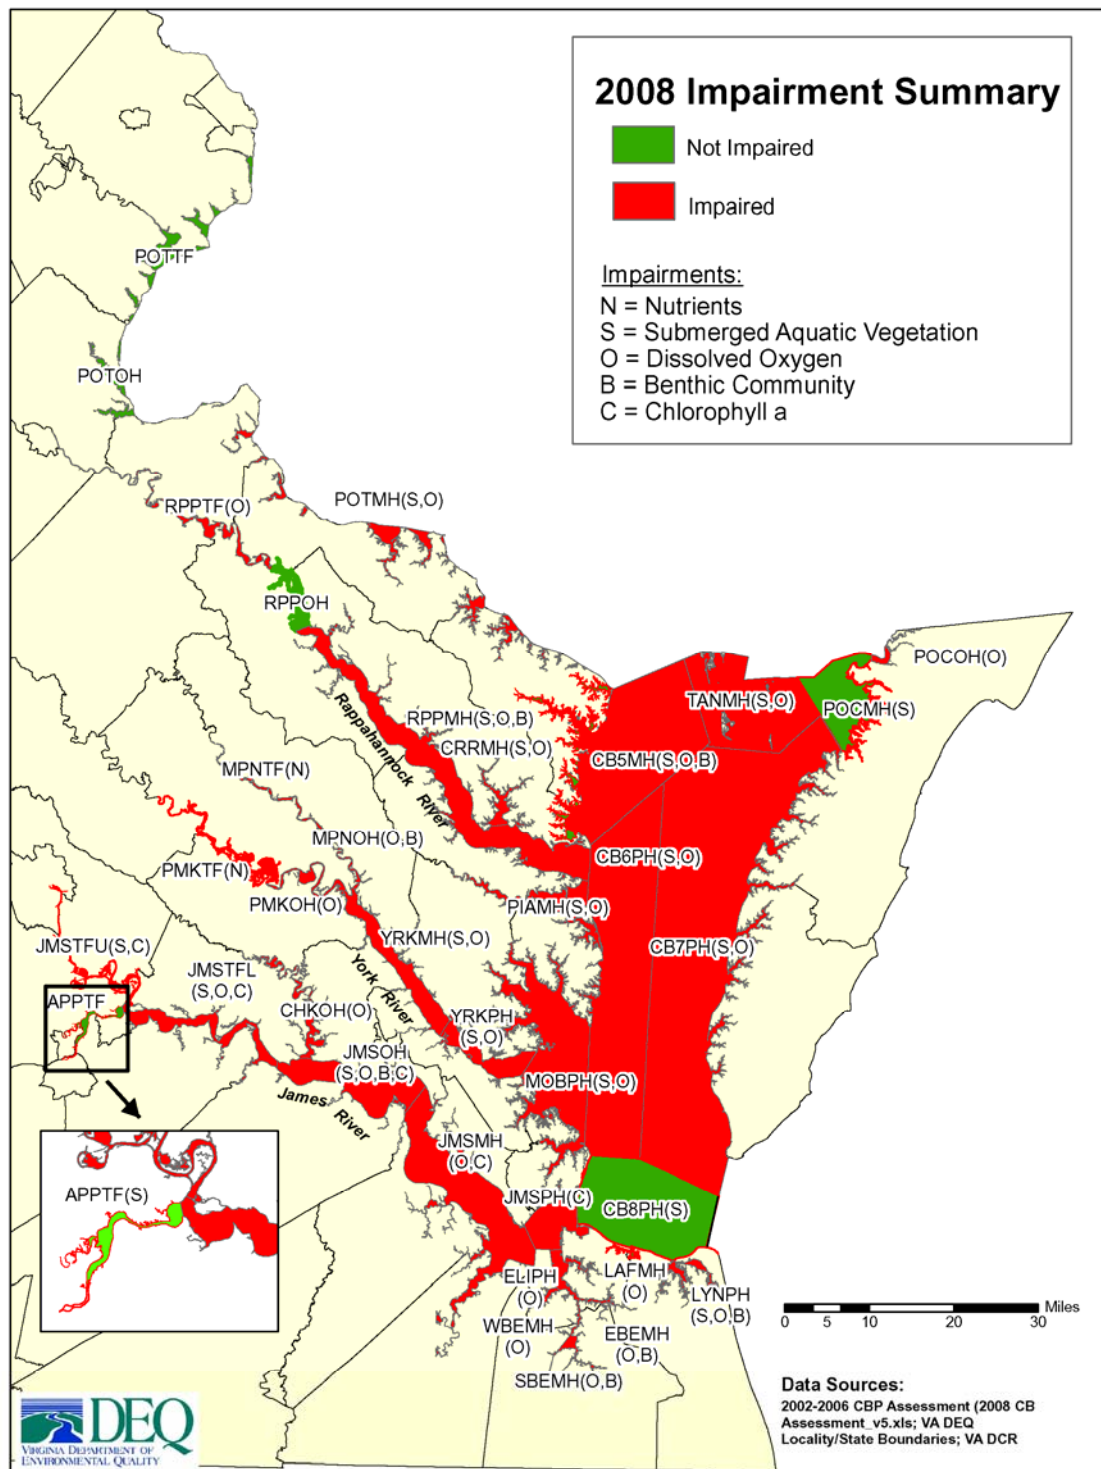 2008 Impairment Summary
Not Impaired
Impaired
Impairments:
N = Nutrients
S = Submerged Aquatic Vegetation
O = Dissolved Oxygen
B = Benthic Community
C = Chlorophyll a
POTTF
POTOH
RPPTF(O)
POTMH(S,O)
RPPOH
POCOH(O)
TANMH(S,O)
POCMH(S)
Rappahannock River
RPPMH(S,O,B)
CRRMH(S,O)
CB5MH(S,O,B)
MPNTF(N)
MPNOH(O,B)
CB6PH(S,O)
PMKTF(N)
PMKOH(O)
PIAMH(S,O)
YRKMH(S,O)
CB7PH(S,O)
JMSTFU(S,C)
JMSTFL
(S,O,C)
York River
APPTF
CHKOH(O)
YRKPH
(S,O)
JMSOH
(S,O,B,C)
MOBPH(S,O)
James River
JMSMH
(O,C)
APPTF(S)
JMSPH(C)
CB8PH(S)
ELIPH
(O)
LAFMH
(O)
LYNPH
(S,O,B)
WBEMH
(O)
EBEMH
(O,B)
SBEMH(O,B)
Miles
0 5 10 20 30
Data Sources:
2002-2006 CBP Assessment (2008 CB
Assessment_v5.xls; VA DEQ
Locality/State Boundaries; VA DCR
DEQ
VIRGINIA DEPARTMENT OF
ENVIRONMENTAL QUALITY